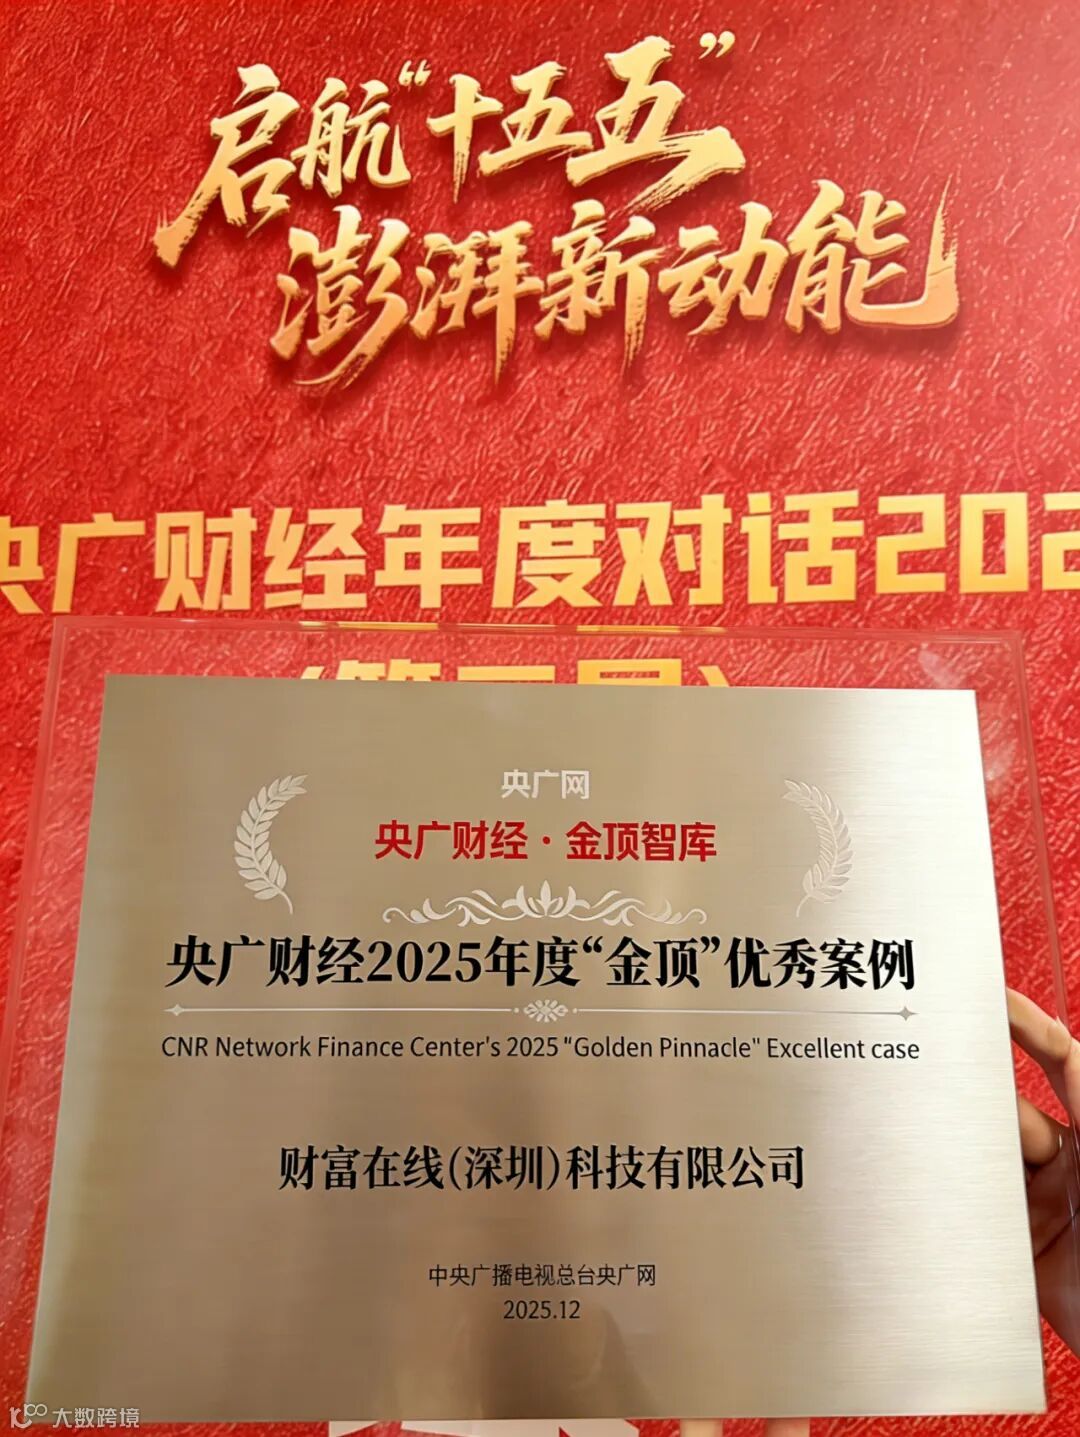 启航“十五五”
澎湃新动能
央广财经年度对话202
央广网
央广财经·金顶智库
央广财经2025年度“金顶”优秀案例
CNR Network Finance Center's 2025 "Golden Pinnacle" Excellent case
财富在线(深圳)科技有限公司
中央广播电视总台央广网
2025.12
大数跨境